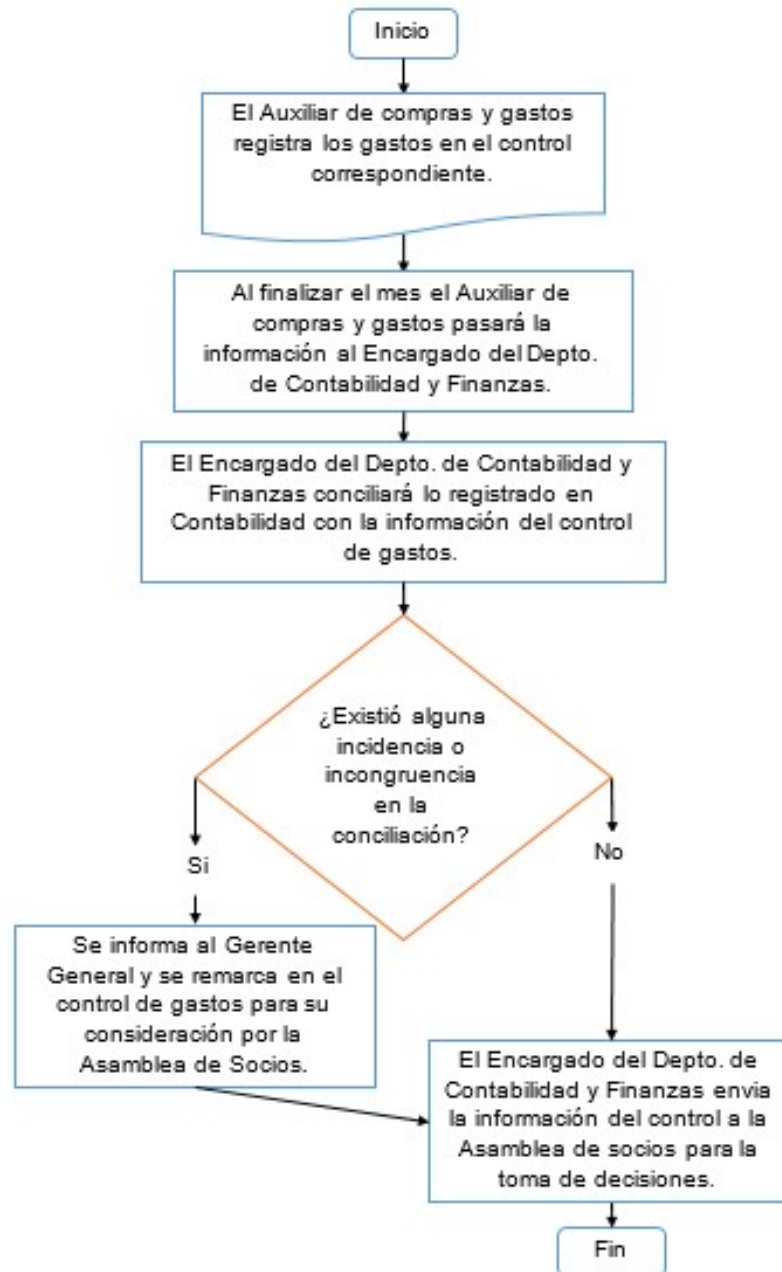 Inicio
El Auxiliar de compras y gastos
registra los gastos en el control
correspondiente.
Al finalizar el mes el Auxiliar de
compras y gastos pasará la
información al Encargado del Depto.
de Contabilidad y Finanzas.
El Encargado del Depto. de Contabilidad y
Finanzas conciliará lo registrado en
Contabilidad con la información del control
de gastos.
¿Existió alguna
incidencia o
incongruencia
en la
conciliación?
Si
No
Se informa al Gerente
General y se remarca en el
control de gastos para su
consideración por la
Asamblea de Socios.
El Encargado del Depto. de
Contabilidad y Finanzas envia
la información del control a la
Asamblea de socios para la
toma de decisiones.
Fin